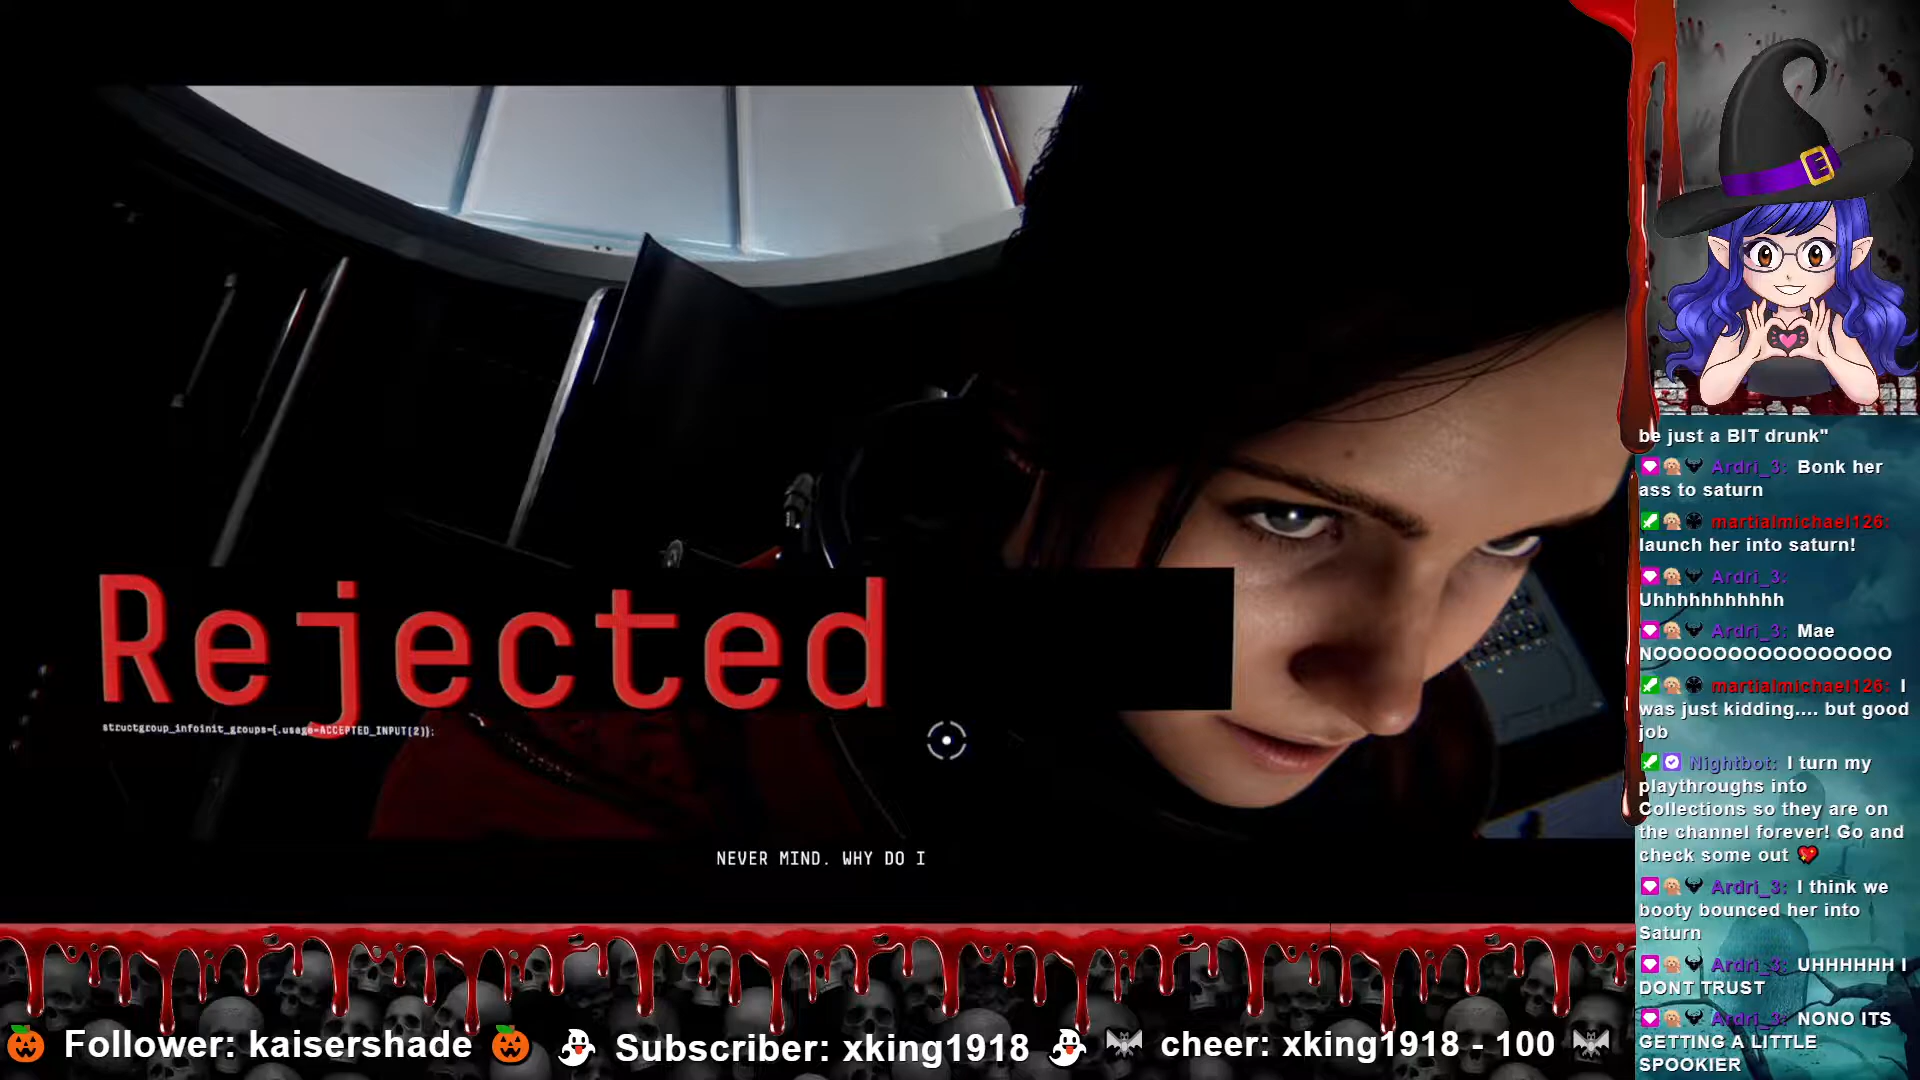 Rejected
structgroup_infoinit_groups={.usage=ACCEPTED_INPUT(2)};
NEVER MIND. WHY DO I
be just a BIT drunk"
Ardri_3: Bonk her
ass to saturn
martialmichael126:
launch her into saturn!
Ardri_3:
Uhhhhhhhhhhh
Ardri_3: Mae
NOOOOOOOOOOOOOOOO
martialmichael126: I
was just kidding.... but good
job
Nightbot: I turn my
playthroughs into
Collections so they are on
the channel forever! Go and
check some out
Ardri_3: I think we
booty bounced her into
Saturn
Ardri_3: UHHHHHH I
DONT TRUST
Ardri_3: NONO ITS
GETTING A LITTLE
SPOOKIER
Follower: kaisershade
Subscriber: xking1918
cheer: xking1918 - 100